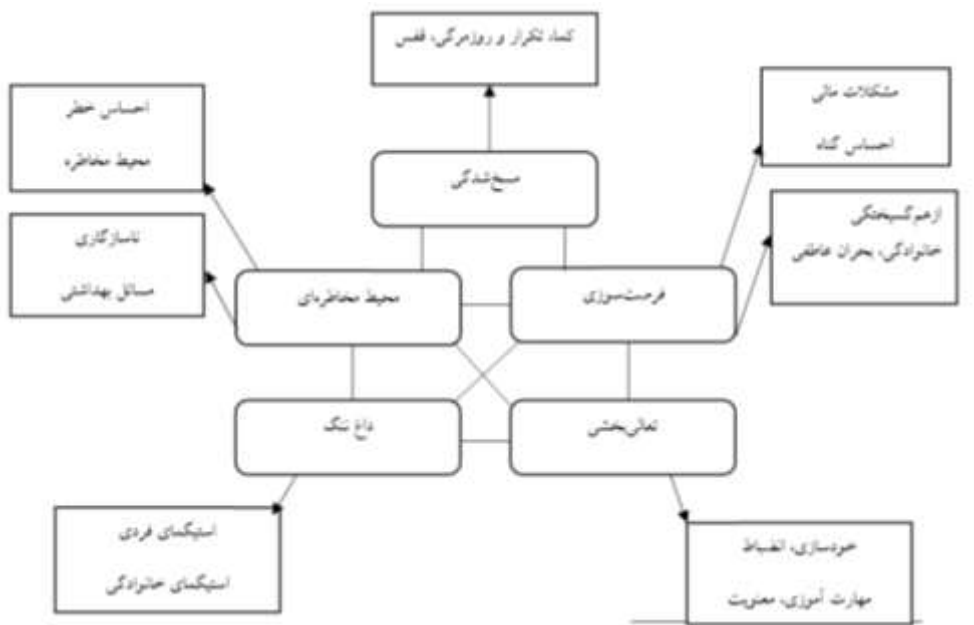 کما، تکرار و روزمرگی، قفس
مشکلات مالی
احساس گناه
احساس خطر
محیط مخاطره
مسخ‌شدگی
ازهم‌گسیختگی
خانوادگی، بحران عاطفی
ناسازگاری
مسائل بهداشتی
فرصت‌سوزی
محیط مخاطره‌ای
تعالی‌بخشی
داغ ننگ
استیگمای فردی
استیگمای خانوادگی
خودسازی، انضباط
مهارت آموزی، معنویت